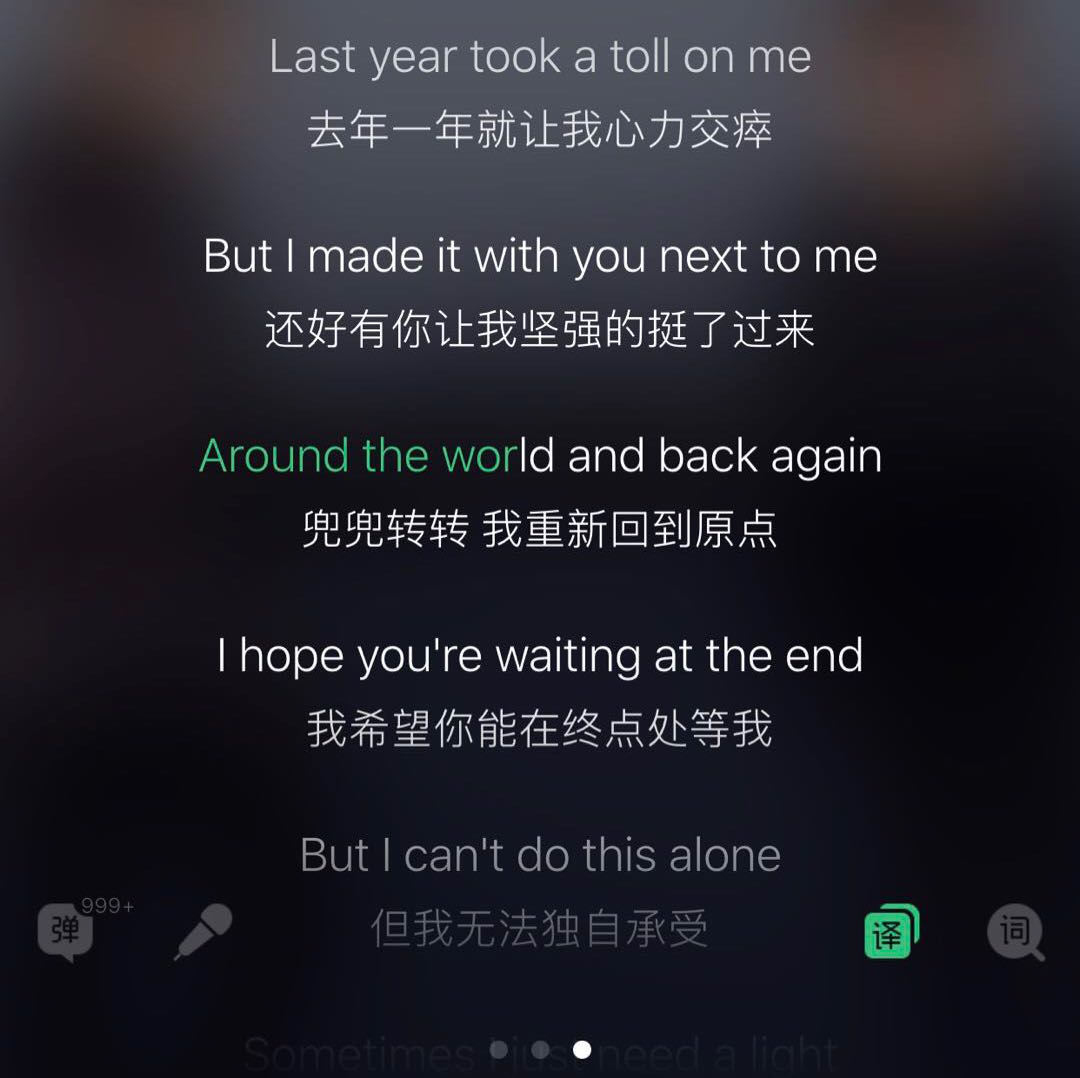 Last year took a toll on me
去年一年就让我心力交瘁
But I made it with you next to me
还好有你让我坚强的挺了过来
Around the world and back again
兜兜转转 我重新回到原点
I hope you're waiting at the end
我希望你能在终点处等我
But I can't do this alone
但我无法独自承受
弹 999+
译
词
Sometimes I just need a light